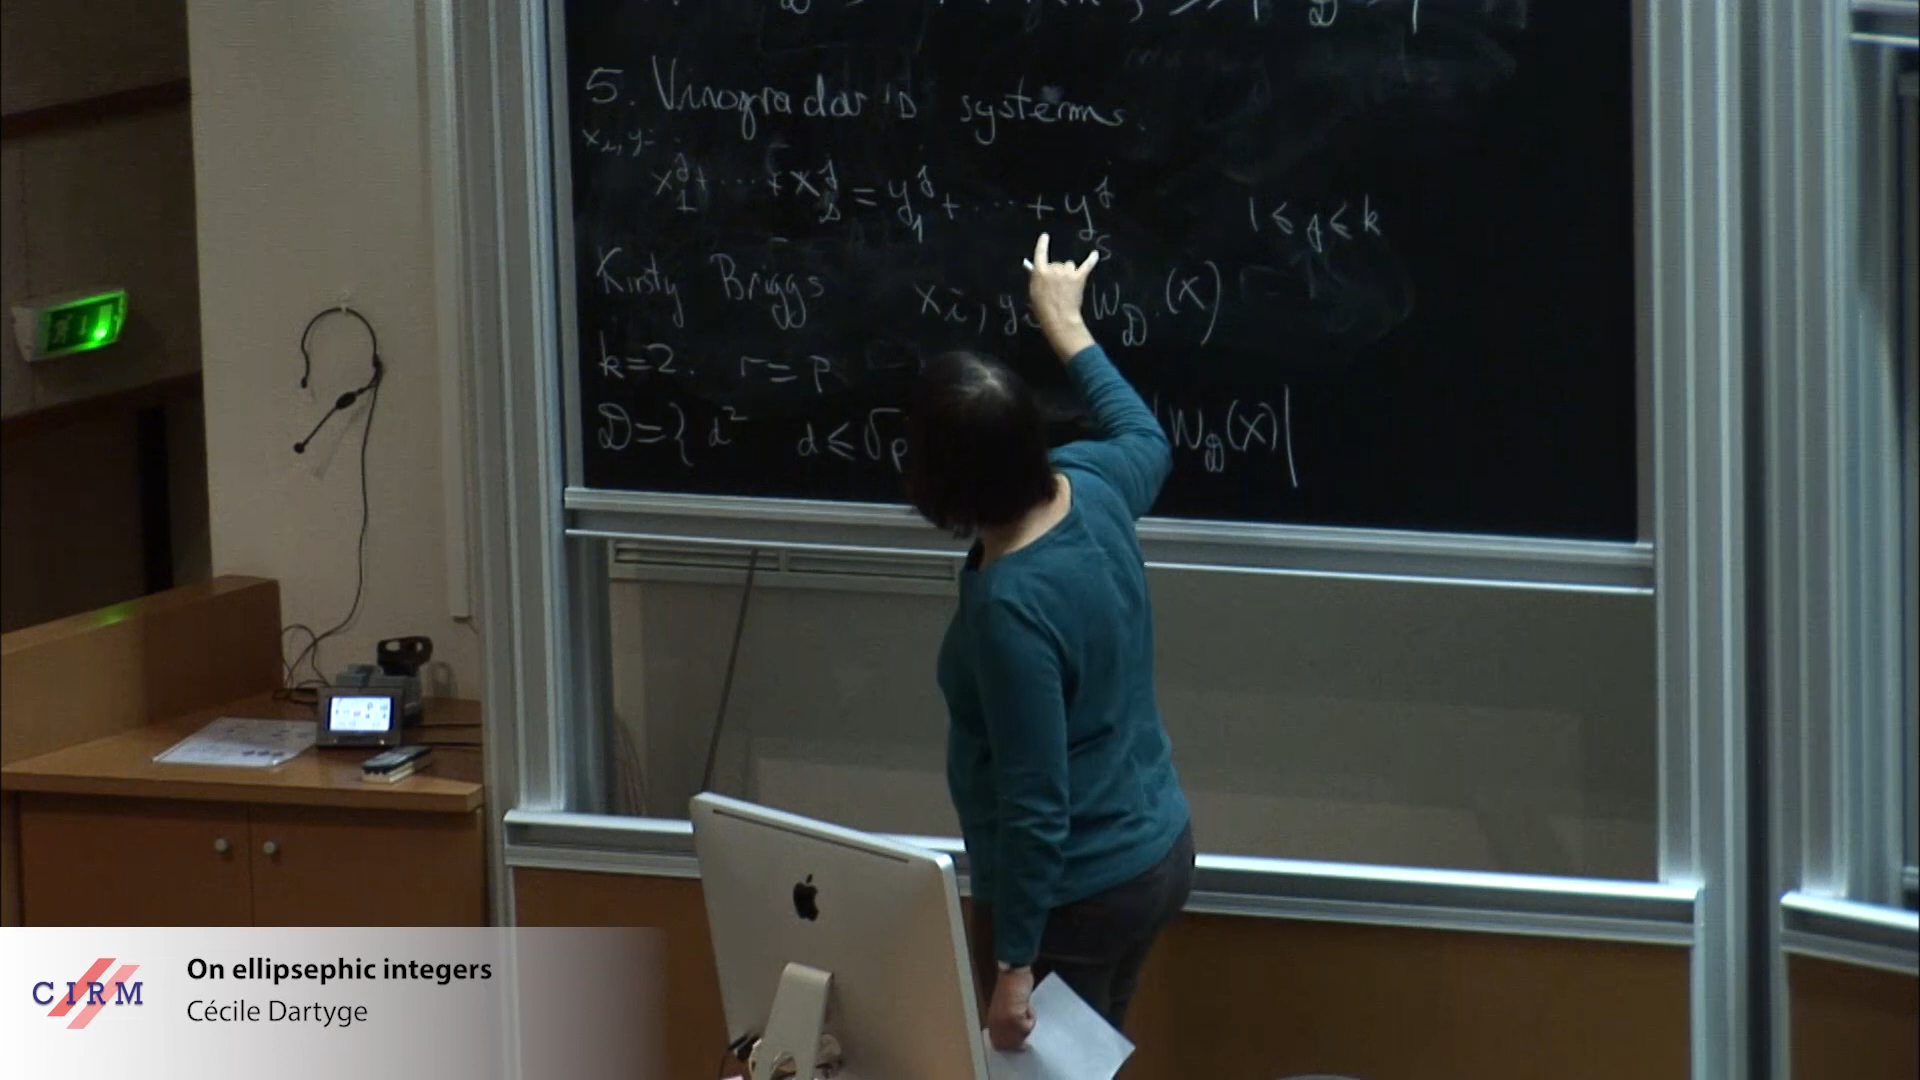 5. Vinogradov's systems.
x_i, y_i
x_1^j + ... + x_s^j = y_1^j + ... + y_s^j   1 ≤ j ≤ k
Kirsty Briggs   x_i, y_i   W_D(X)
k=2.   r = p
D = { d^2   d ≤ √p   |W_D(X)|
CIRM
On ellipsephic integers
Cécile Dartyge